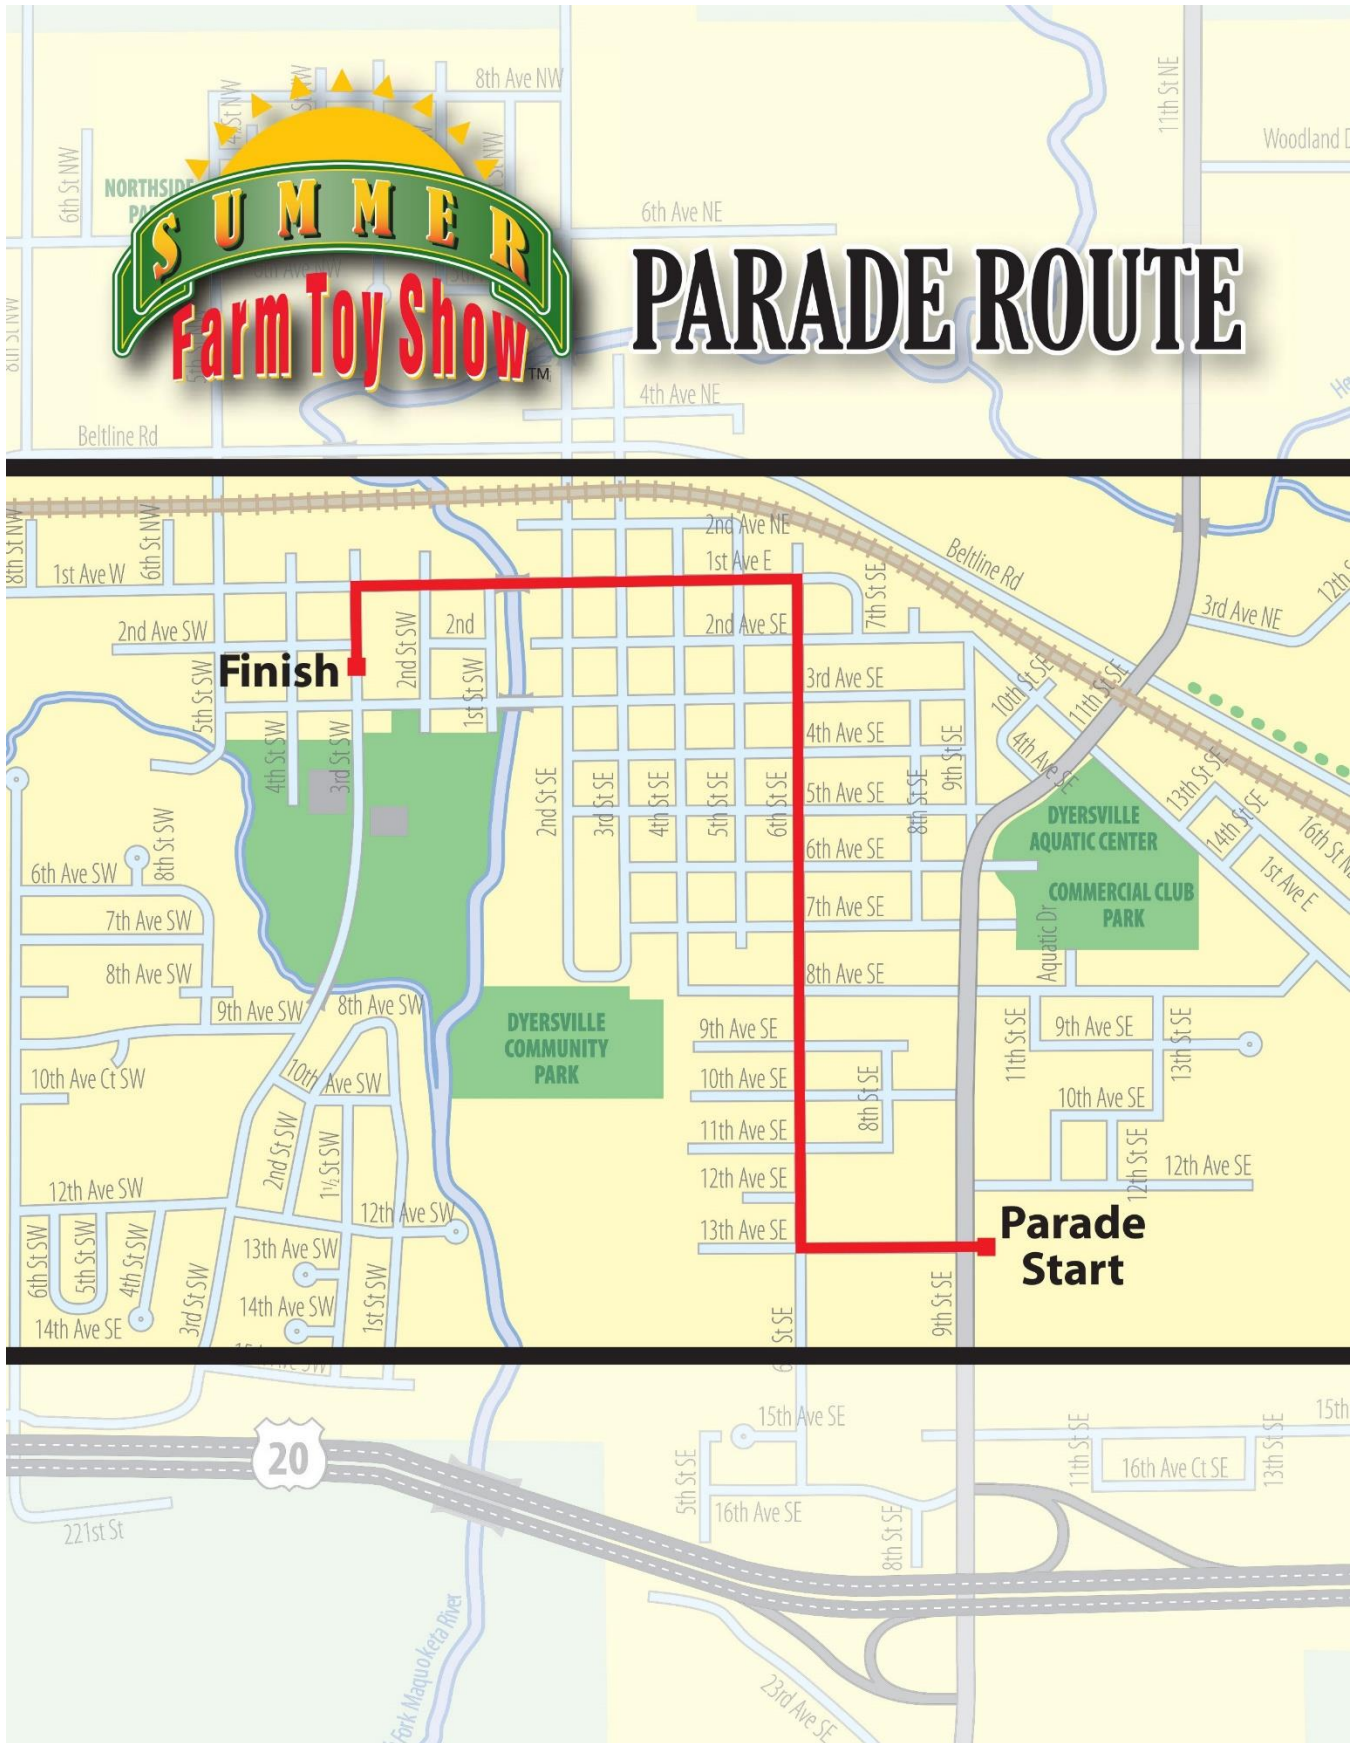 8th Ave NW
11th St NE
Woodland D
6th St NW
4th St NW
St NW
St NW
NORTHSIDE
PA
6th Ave NE
SUMMER
Farm Toy Show
TM
PARADE ROUTE
8th St NW
4th Ave NE
Beltline Rd
8th St NW
6th St NW
1st Ave W
2nd Ave NE
1st Ave E
Beltline Rd
7th St SE
12th S
3rd Ave NE
2nd Ave SW
2nd St SW
2nd
2nd Ave SE
Finish
5th St SW
1st St SW
3rd Ave SE
10th St SE
11th St SE
4th St SW
3rd St SW
4th Ave SE
9th St SE
4th Ave SE
2nd St SE
3rd St SE
4th St SE
5th St SE
6th St SE
5th Ave SE
8th St SE
13th St SE
14th St SE
16th St N
DYERSVILLE
AQUATIC CENTER
8th St SW
6th Ave SW
6th Ave SE
1st Ave E
COMMERCIAL CLUB
PARK
7th Ave SW
7th Ave SE
Aquatic Dr
8th Ave SW
8th Ave SE
9th Ave SW
8th Ave SW
DYERSVILLE
COMMUNITY
PARK
9th Ave SE
11th St SE
9th Ave SE
13th St SE
10th Ave Ct SW
10th Ave SW
10th Ave SE
8th St SE
10th Ave SE
2nd St SW
1½ St SW
11th Ave SE
12th St SE
12th Ave SE
12th Ave SW
12th Ave SE
12th Ave SW
13th Ave SE
Parade
Start
6th St SW
5th St SW
4th St SW
13th Ave SW
3rd St SW
14th Ave SW
1st St SW
14th Ave SE
St SE
9th St SE
20
15th Ave SE
11th St SE
13th St SE
15th
16th Ave Ct SE
5th St SE
16th Ave SE
8th St SE
221st St
Fork Maquoketa River
23rd Ave SE